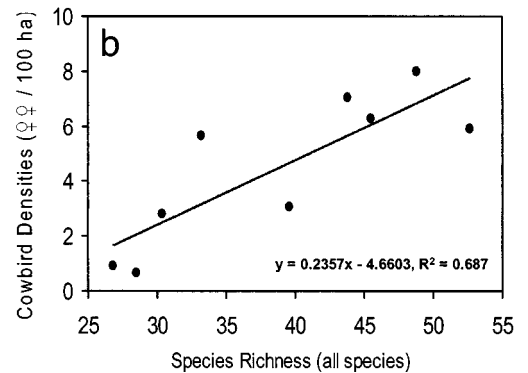 b
Cowbird Densities (♀♀ / 100 ha)
10
8
6
4
2
0
y = 0.2357x - 4.6603, R² = 0.687
25 30 35 40 45 50 55
Species Richness (all species)